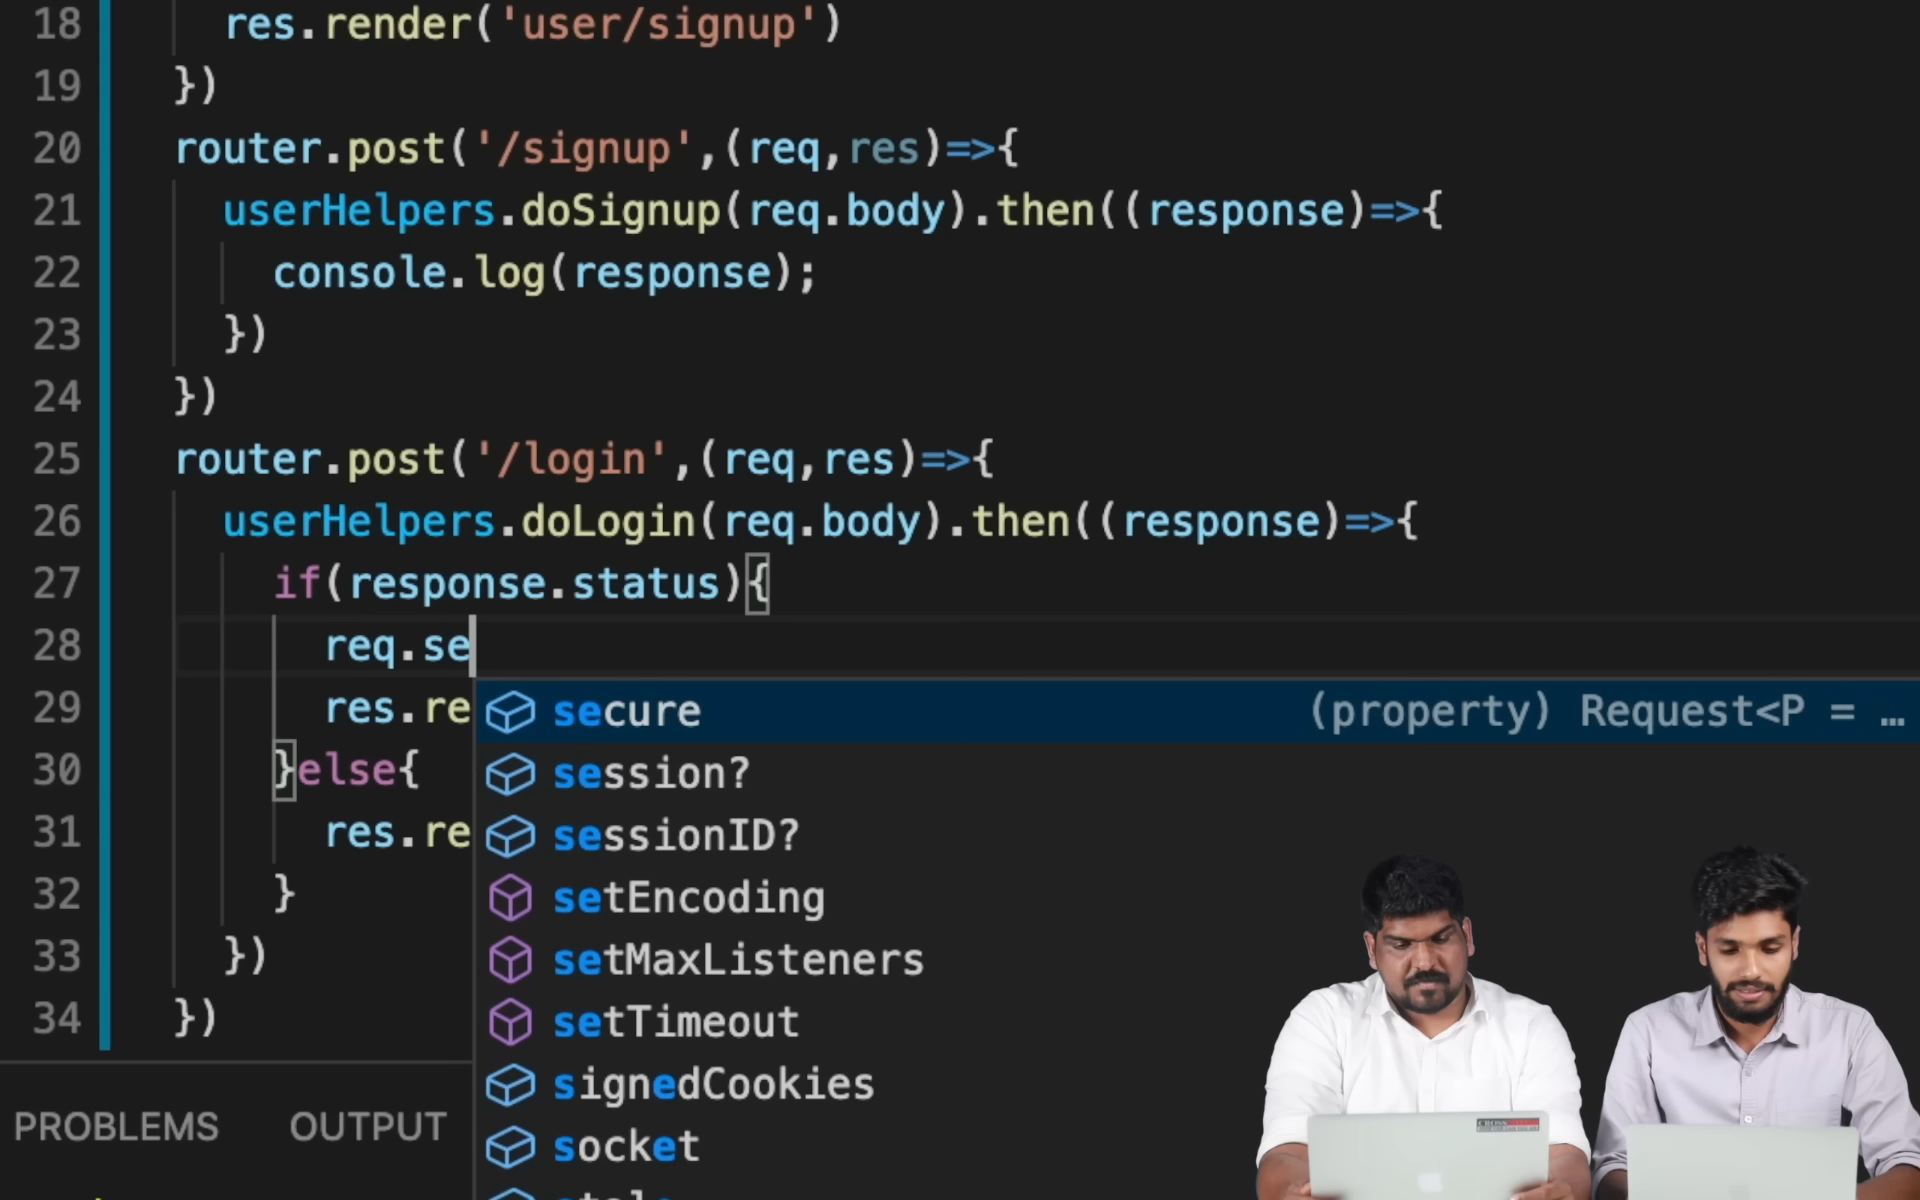 18 res.render('user/signup')
19 })
20 router.post('/signup',(req,res)=>{
21 userHelpers.doSignup(req.body).then((response)=>{
22 console.log(response);
23 })
24 })
25 router.post('/login',(req,res)=>{
26 userHelpers.doLogin(req.body).then((response)=>{
27 if(response.status){
28 req.se
secure (property) Request<P = …
29 res.re
session?
30 }else{
sessionID?
31 res.re
setEncoding
32 }
setMaxListeners
33 })
setTimeout
34 })
signedCookies
PROBLEMS OUTPUT
socket